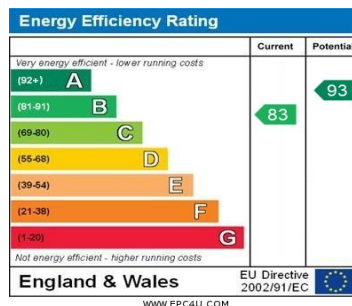 Energy Efficiency Rating
Current Potential
Very energy efficient - lower running costs
(92+) A
93
(81-91) B
83
(69-80) C
(55-68) D
(39-54) E
(21-38) F
(1-20) G
Not energy efficient - higher running costs
England & Wales
EU Directive
2002/91/EC
WWW.EPC4U.COM